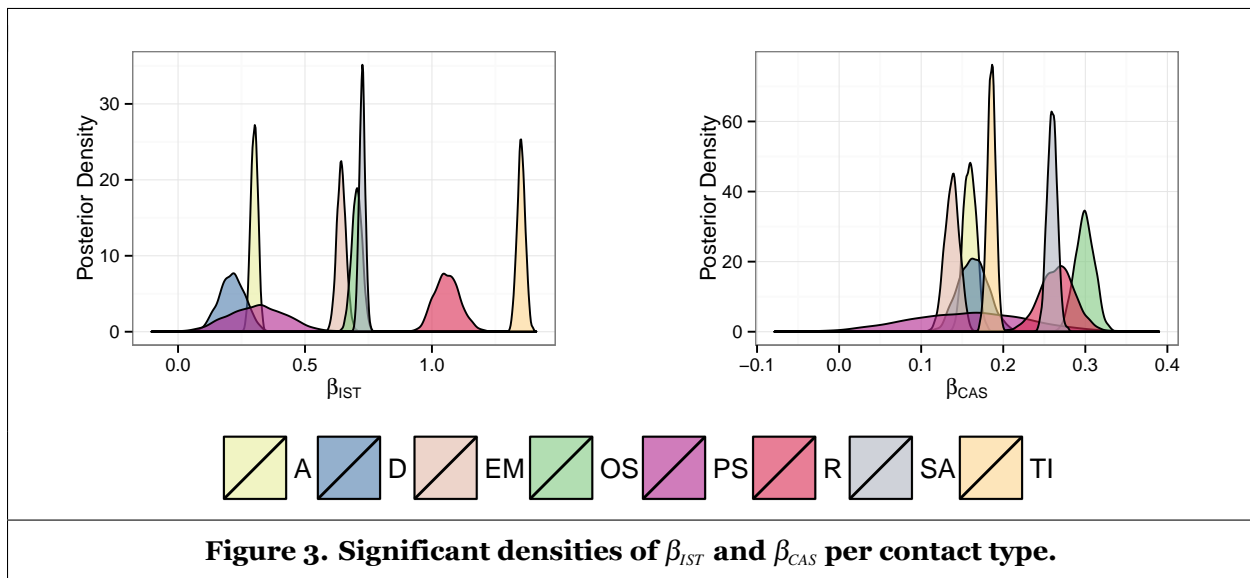 Posterior Density
30
20
10
0
0.0 0.5 1.0
βIST
Posterior Density
60
40
20
0
−0.1 0.0 0.1 0.2 0.3 0.4
βCAS
A D EM OS PS R SA TI
Figure 3. Significant densities of βIST and βCAS per contact type.